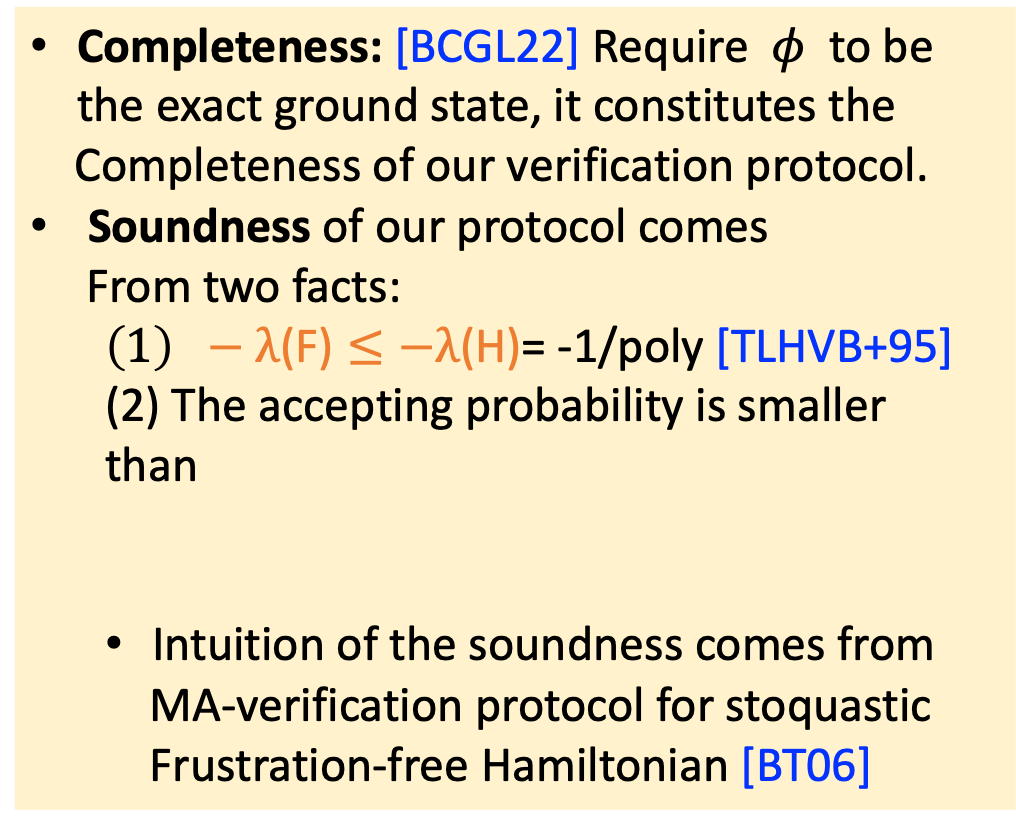 • Completeness: [BCGL22] Require ϕ to be
the exact ground state, it constitutes the
Completeness of our verification protocol.
• Soundness of our protocol comes
From two facts:
(1) − λ(F) ≤ −λ(H)= -1/poly [TLHVB+95]
(2) The accepting probability is smaller
than
• Intuition of the soundness comes from
MA-verification protocol for stoquastic
Frustration-free Hamiltonian [BT06]